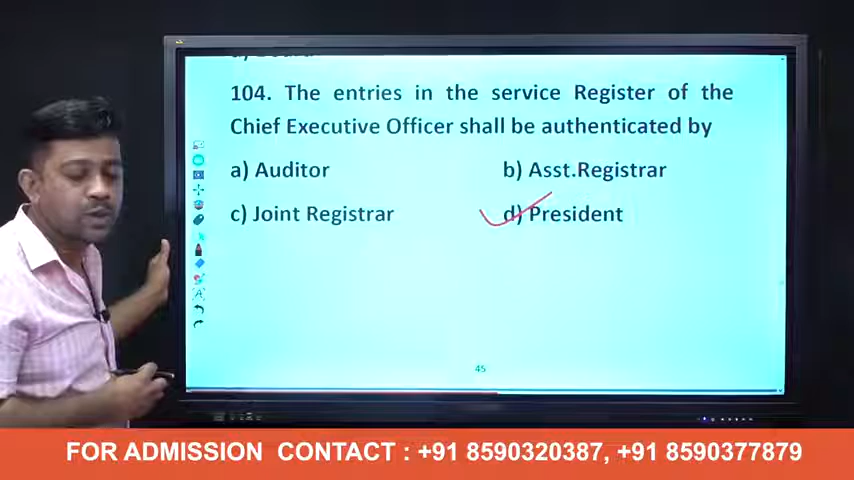 104. The entries in the service Register of the
Chief Executive Officer shall be authenticated by
a) Auditor
b) Asst.Registrar
c) Joint Registrar
d) President
45
FOR ADMISSION CONTACT : +91 8590320387, +91 8590377879